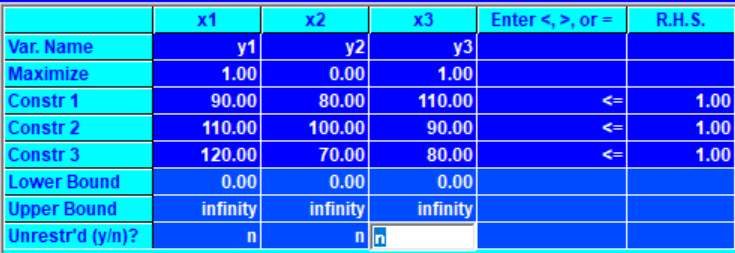 x1 x2 x3 Enter <, >, or = R.H.S.
Var. Name y1 y2 y3
Maximize 1.00 0.00 1.00
Constr 1 90.00 80.00 110.00 <= 1.00
Constr 2 110.00 100.00 90.00 <= 1.00
Constr 3 120.00 70.00 80.00 <= 1.00
Lower Bound 0.00 0.00 0.00
Upper Bound infinity infinity infinity
Unrestr'd (y/n)? n n n